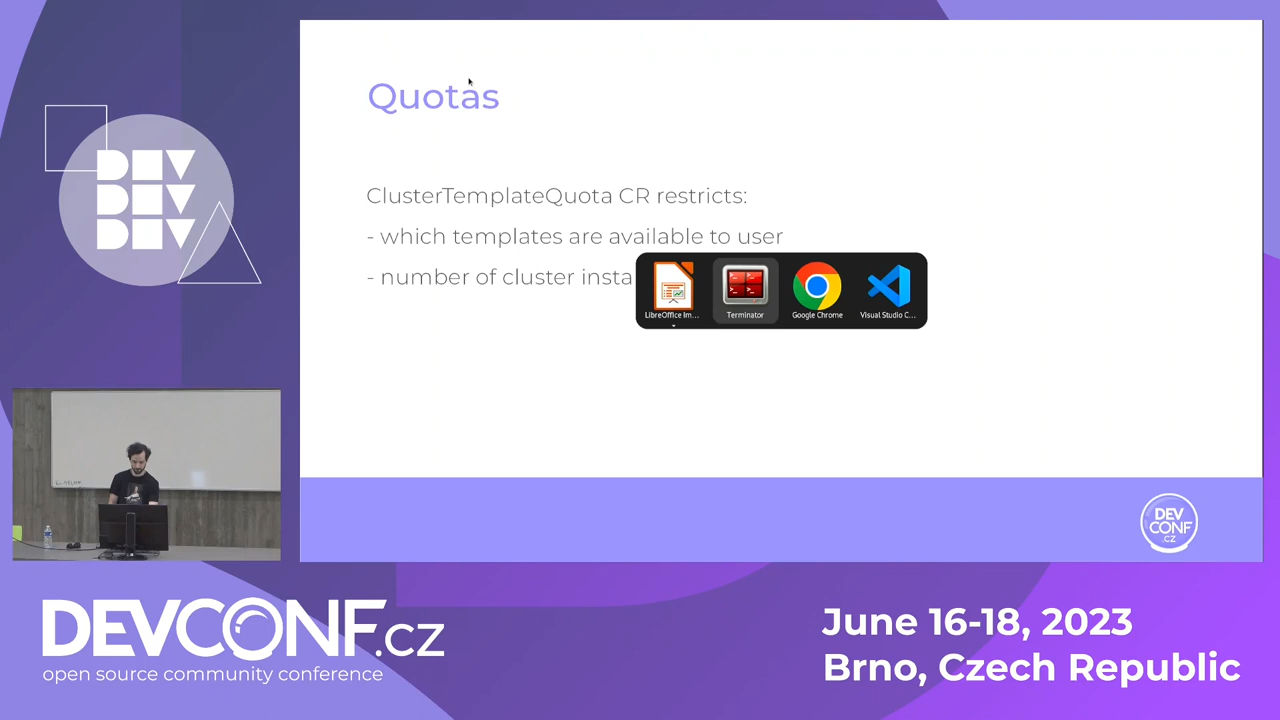 DEV
DEV
DEV
Quotas
ClusterTemplateQuota CR restricts:
- which templates are available to user
- number of cluster insta
LibreOffice Im...
Terminator
Google Chrome
Visual Studio C...
DEV
CONF
.CZ
DEVCONF.cz
open source community conference
June 16-18, 2023
Brno, Czech Republic